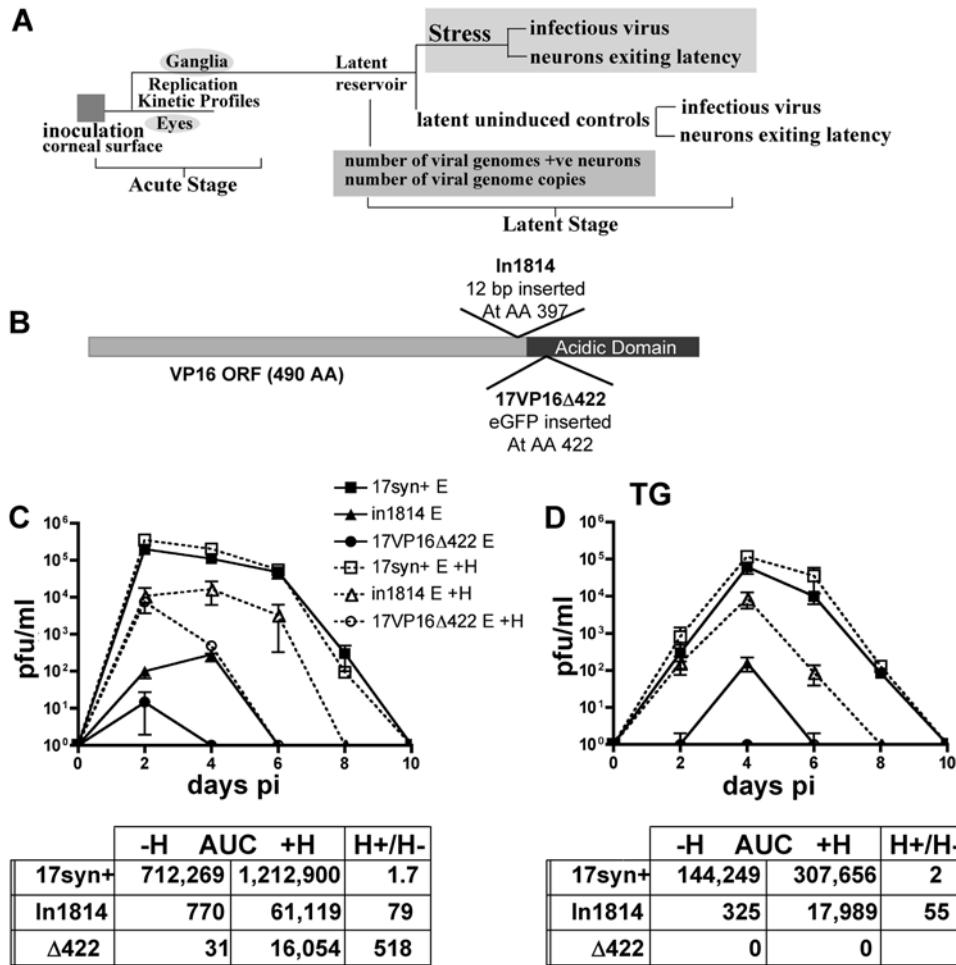 A
Ganglia
Replication
Kinetic Profiles
Eyes
inoculation
corneal surface
Acute Stage
Latent
reservoir
Stress
infectious virus
neurons exiting latency
latent uninduced controls
infectious virus
neurons exiting latency
number of viral genomes +ve neurons
number of viral genome copies
Latent Stage
B
In1814
12 bp inserted
At AA 397
Acidic Domain
VP16 ORF (490 AA)
17VP16Δ422
eGFP inserted
At AA 422
C
17syn+ E
in1814 E
17VP16Δ422 E
17syn+ E +H
in1814 E +H
17VP16Δ422 E +H
pfu/ml
10⁶
10⁵
10⁴
10³
10²
10¹
10⁰
0 2 4 6 8 10
days pi
D
TG
pfu/ml
10⁶
10⁵
10⁴
10³
10²
10¹
10⁰
0 2 4 6 8 10
days pi
-H AUC +H H+/H-
17syn+ 712,269 1,212,900 1.7
In1814 770 61,119 79
Δ422 31 16,054 518
-H AUC +H H+/H-
17syn+ 144,249 307,656 2
In1814 325 17,989 55
Δ422 0 0